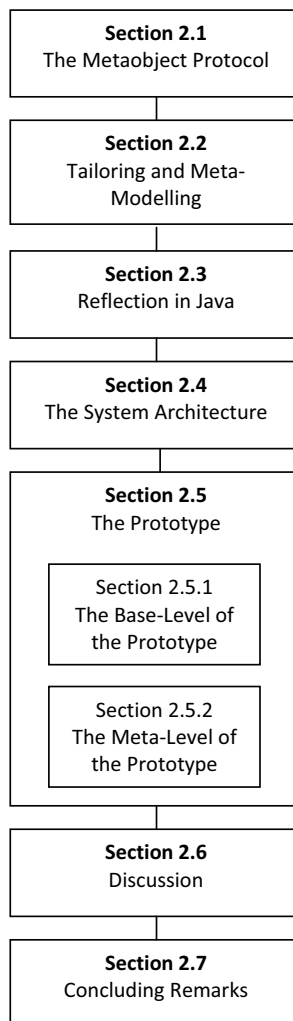 Section 2.1
The Metaobject Protocol
Section 2.2
Tailoring and Meta-
Modelling
Section 2.3
Reflection in Java
Section 2.4
The System Architecture
Section 2.5
The Prototype
Section 2.5.1
The Base-Level of
the Prototype
Section 2.5.2
The Meta-Level of
the Prototype
Section 2.6
Discussion
Section 2.7
Concluding Remarks